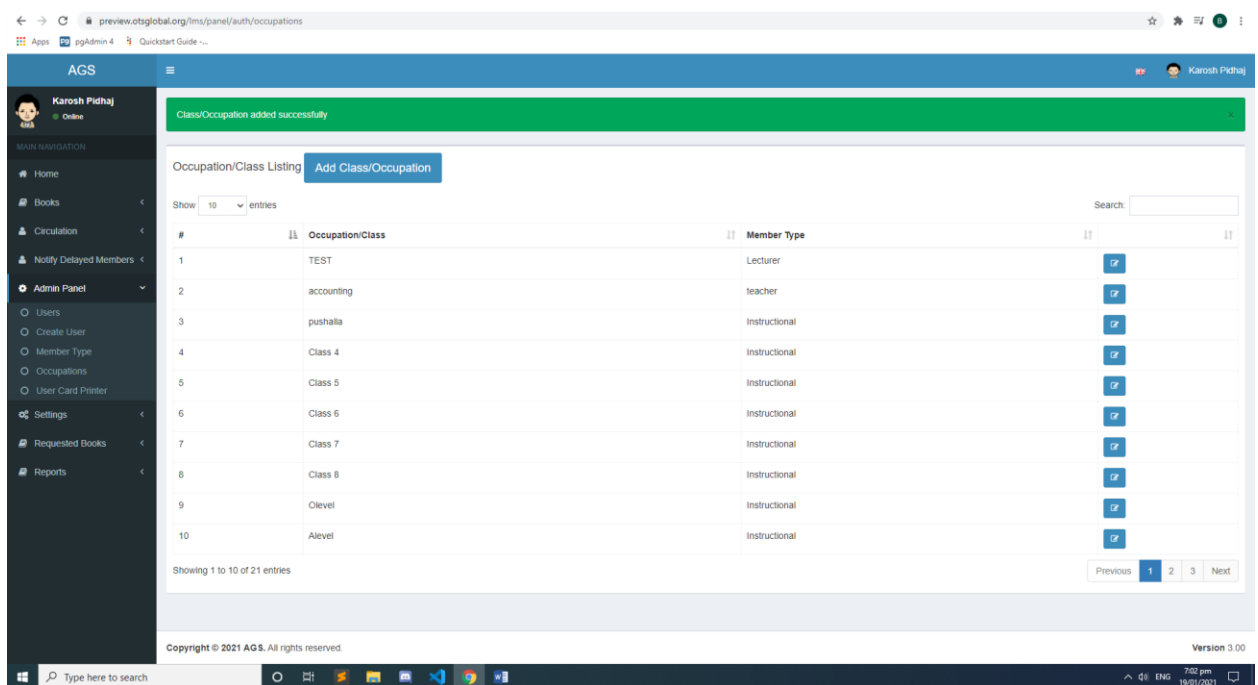 preview.otsglobal.org/lms/panel/auth/occupations
Apps pgAdmin 4 Quickstart Guide -...
AGS
Karosh Pidhaj
Karosh Pidhaj
Online
MAIN NAVIGATION
Home
Books
Circulation
Notify Delayed Members
Admin Panel
Users
Create User
Member Type
Occupations
User Card Printer
Settings
Requested Books
Reports
Class/Occupation added successfully ×
Occupation/Class Listing Add Class/Occupation
Show 10 entries Search:
# Occupation/Class Member Type
1 TEST Lecturer
2 accounting teacher
3 pushalla Instructional
4 Class 4 Instructional
5 Class 5 Instructional
6 Class 6 Instructional
7 Class 7 Instructional
8 Class 8 Instructional
9 Olevel Instructional
10 Alevel Instructional
Showing 1 to 10 of 21 entries Previous 1 2 3 Next
Copyright © 2021 AGS. All rights reserved. Version 3.00
Type here to search ENG 7:02 pm
19/01/2021